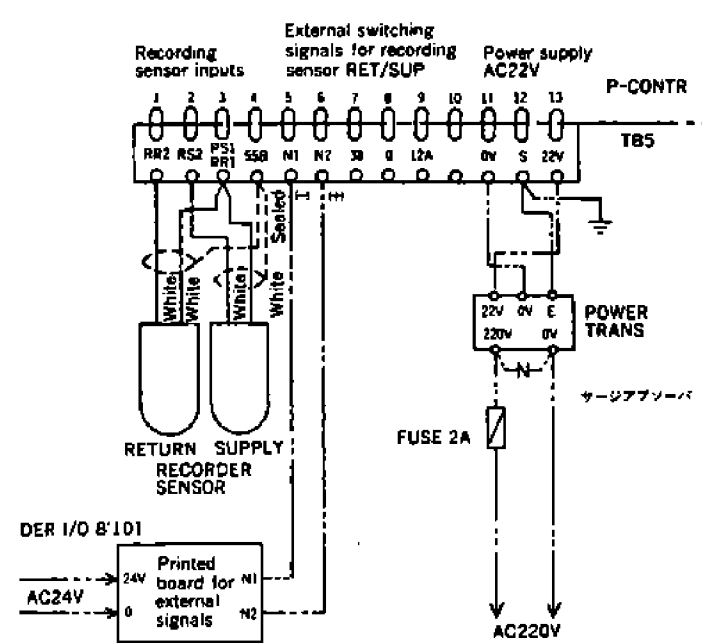 External switching
signals for recording
sensor RET/SUP
Recording
sensor inputs
Power supply
AC22V
P-CONTR
1 2 3 4 5 6 7 8 9 10 11 12 13
TB5
RR2 RS2 PS1 RR1 SSB N1 N2 3B 0 L2A 0V S 22V
Sealed
White
White
White
White
22V 0V E
220V 0V
POWER
TRANS
N
サージアブソーバ
FUSE 2A
RETURN SUPPLY
RECORDER
SENSOR
DER I/O 8'101
AC24V
24V
0
Printed
board for
external
signals
N1
N2
AC220V